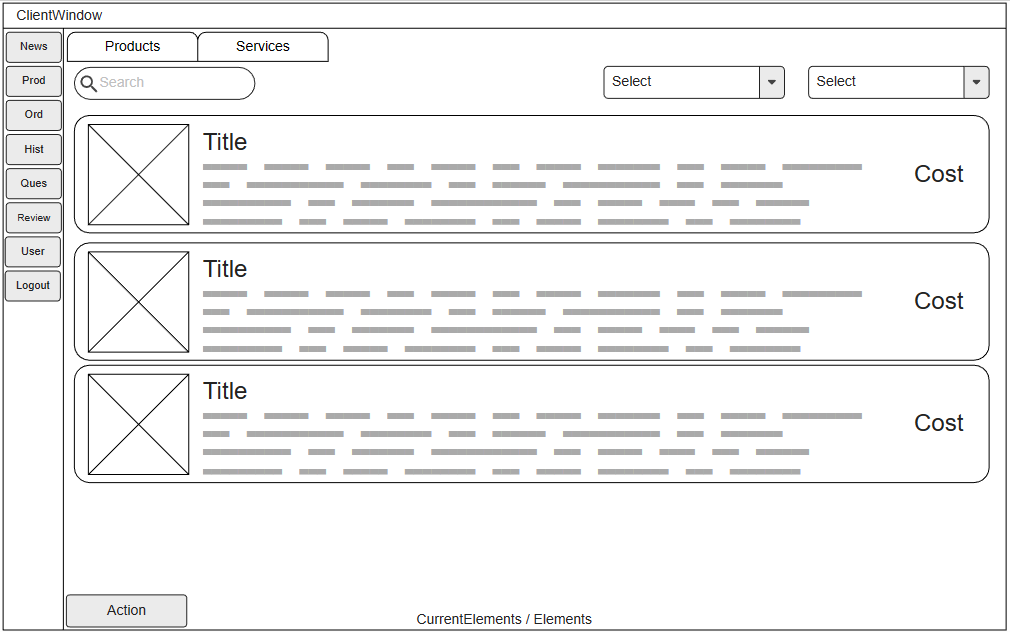 ClientWindow
News
Prod
Ord
Hist
Ques
Review
User
Logout
Products
Services
Search
Select
Select
Title
Cost
Title
Cost
Title
Cost
Action
CurrentElements / Elements